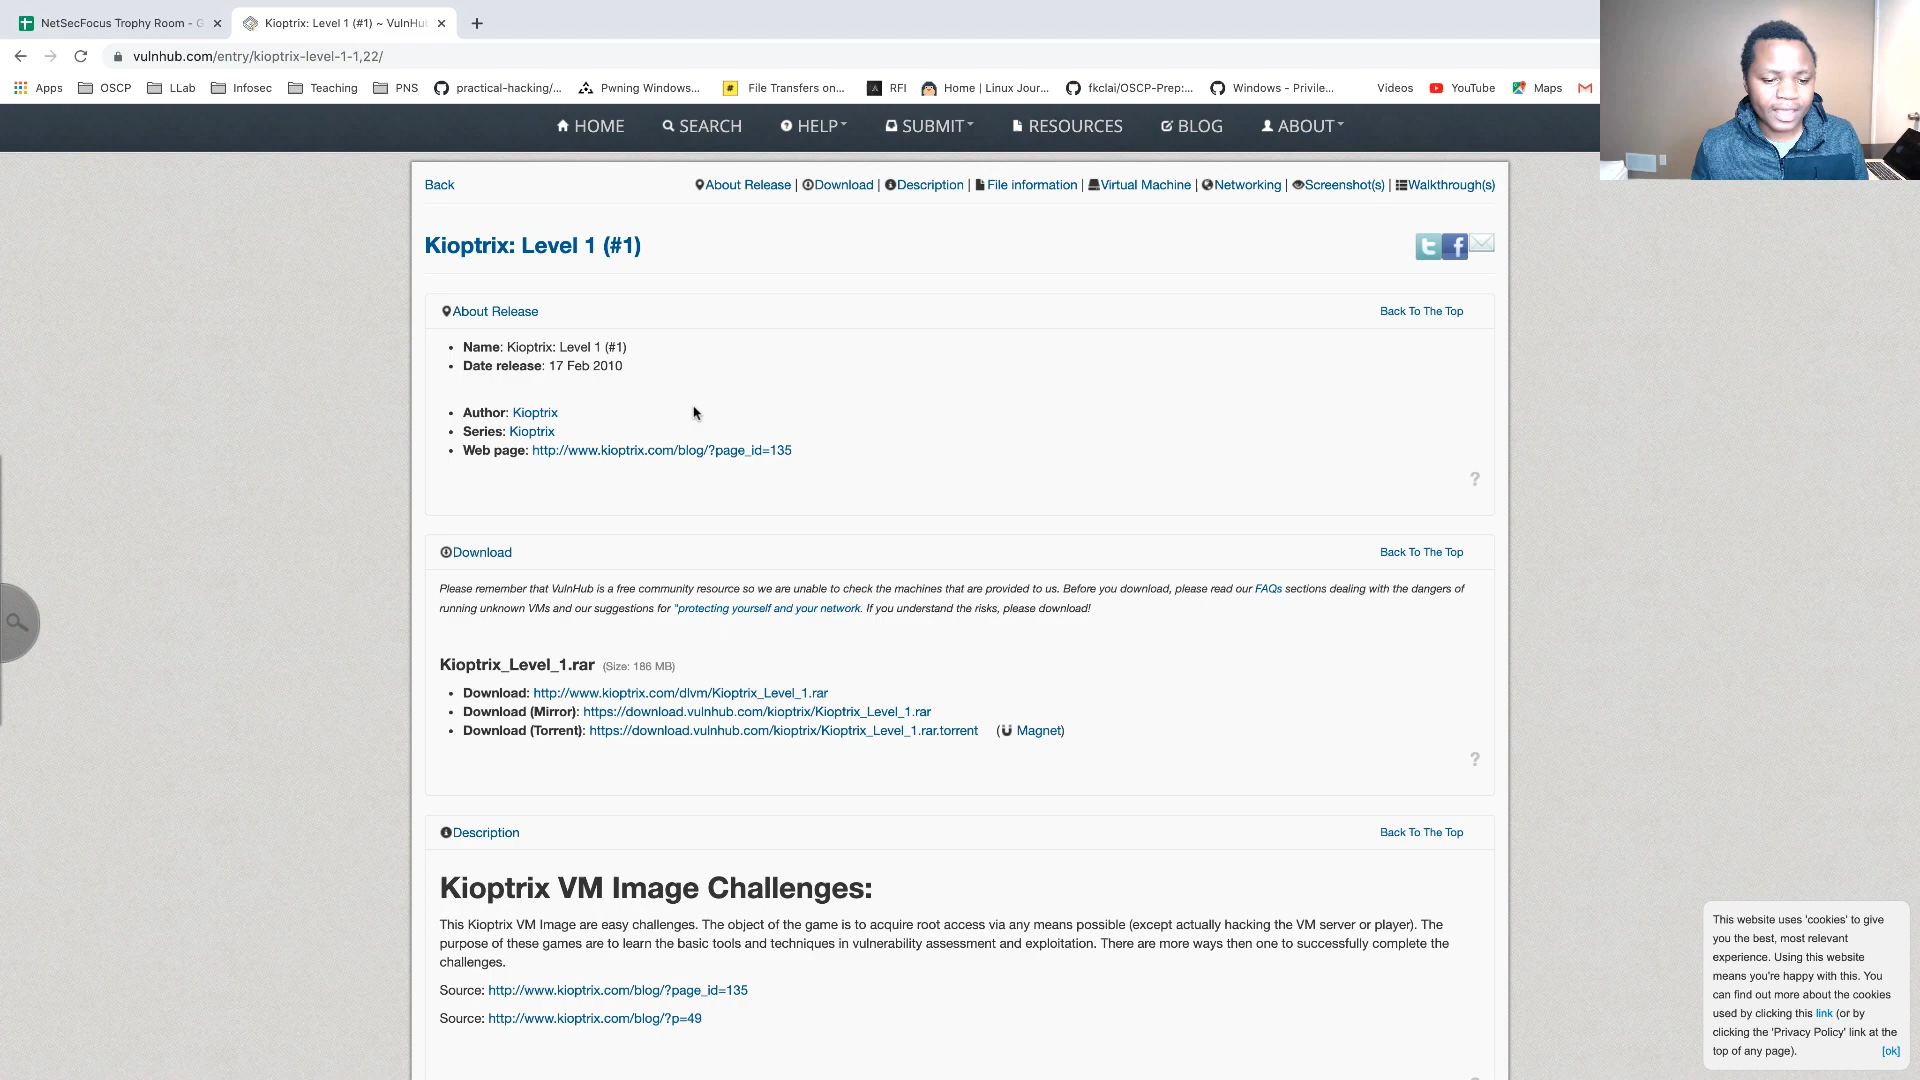 NetSecFocus Trophy Room - G
Kioptrix: Level 1 (#1) ~ VulnHub
vulnhub.com/entry/kioptrix-level-1-1,22/
Apps OSCP LLab Infosec Teaching PNS practical-hacking/... Pwning Windows... File Transfers on... RFI Home | Linux Jour... fkclai/OSCP-Prep:... Windows - Privile... Videos YouTube Maps
HOME SEARCH HELP SUBMIT RESOURCES BLOG ABOUT
Back About Release | Download | Description | File information | Virtual Machine | Networking | Screenshot(s) | Walkthrough(s)
Kioptrix: Level 1 (#1)
About Release Back To The Top
• Name: Kioptrix: Level 1 (#1)
• Date release: 17 Feb 2010
• Author: Kioptrix
• Series: Kioptrix
• Web page: http://www.kioptrix.com/blog/?page_id=135
?
Download Back To The Top
Please remember that VulnHub is a free community resource so we are unable to check the machines that are provided to us. Before you download, please read our FAQs sections dealing with the dangers of
running unknown VMs and our suggestions for "protecting yourself and your network. If you understand the risks, please download!
Kioptrix_Level_1.rar (Size: 186 MB)
• Download: http://www.kioptrix.com/dlvm/Kioptrix_Level_1.rar
• Download (Mirror): https://download.vulnhub.com/kioptrix/Kioptrix_Level_1.rar
• Download (Torrent): https://download.vulnhub.com/kioptrix/Kioptrix_Level_1.rar.torrent ( Magnet)
?
Description Back To The Top
Kioptrix VM Image Challenges:
This Kioptrix VM Image are easy challenges. The object of the game is to acquire root access via any means possible (except actually hacking the VM server or player). The
purpose of these games are to learn the basic tools and techniques in vulnerability assessment and exploitation. There are more ways then one to successfully complete the
challenges.
Source: http://www.kioptrix.com/blog/?page_id=135
Source: http://www.kioptrix.com/blog/?p=49
This website uses 'cookies' to give
you the best, most relevant
experience. Using this website
means you're happy with this. You
can find out more about the cookies
used by clicking this link (or by
clicking the 'Privacy Policy' link at the
top of any page). [ok]